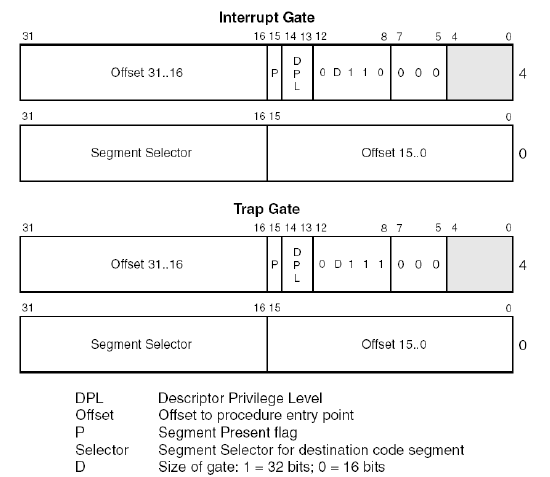 Interrupt Gate
31 16 15 14 13 12 8 7 5 4 0
Offset 31..16 P D P L 0 D 1 1 0 0 0 0 4
31 16 15 0
Segment Selector Offset 15..0 0
Trap Gate
31 16 15 14 13 12 8 7 5 4 0
Offset 31..16 P D P L 0 D 1 1 1 0 0 0 4
31 16 15 0
Segment Selector Offset 15..0 0
DPL Descriptor Privilege Level
Offset Offset to procedure entry point
P Segment Present flag
Selector Segment Selector for destination code segment
D Size of gate: 1 = 32 bits; 0 = 16 bits